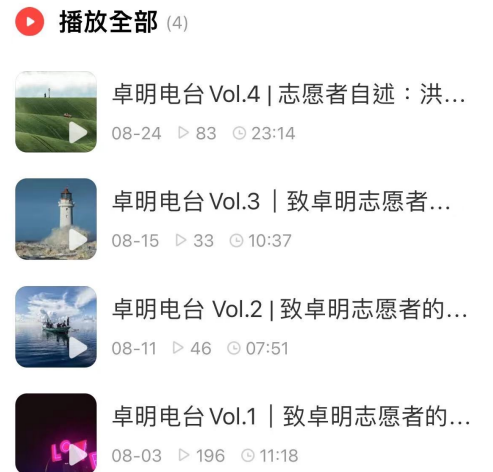 播放全部 (4)
卓明电台 Vol.4 | 志愿者自述：洪...
08-24 83 23:14
卓明电台 Vol.3 | 致卓明志愿者...
08-15 33 10:37
卓明电台 Vol.2 | 致卓明志愿者的...
08-11 46 07:51
卓明电台 Vol.1 | 致卓明志愿者的...
08-03 196 11:18